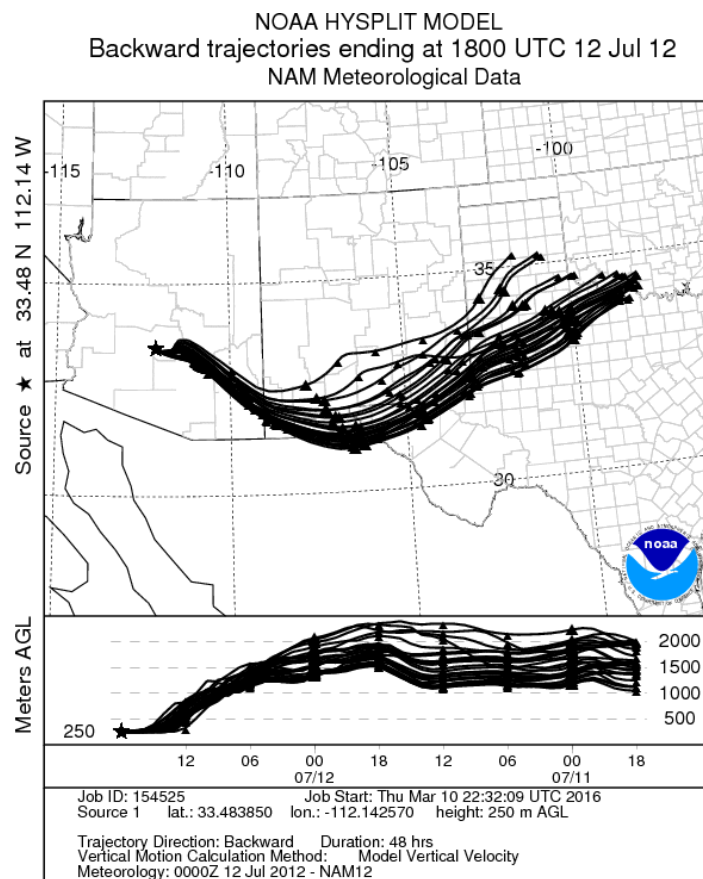 NOAA HYSPLIT MODEL
Backward trajectories ending at 1800 UTC 12 Jul 12
NAM Meteorological Data
Source ★ at 33.48 N 112.14 W
-115
-110
-105
-100
35
30
noaa
Meters AGL
2000
1500
1000
500
250
12 06 00 18 12 06 00 18
07/12 07/11
Job ID: 154525 Job Start: Thu Mar 10 22:32:09 UTC 2016
Source 1 lat.: 33.483850 lon.: -112.142570 height: 250 m AGL
Trajectory Direction: Backward Duration: 48 hrs
Vertical Motion Calculation Method: Model Vertical Velocity
Meteorology: 0000Z 12 Jul 2012 - NAM12